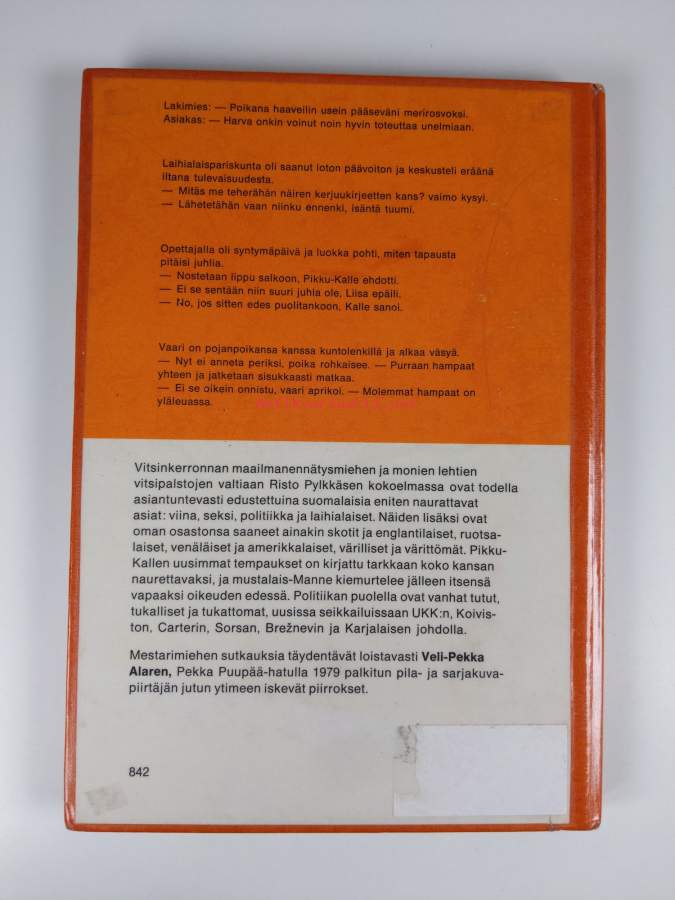 Lakimies: — Poikana haaveilin usein pääseväni merirosvoksi.
Asiakas: — Harva onkin voinut noin hyvin toteuttaa unelmiaan.
Laihialaispariskunta oli saanut loton päävoiton ja keskusteli eräänä
iltana tulevaisuudesta.
— Mitäs me teherähän näiren kerjuukirjeetten kans? vaimo kysyi.
— Lähetetähän vaan niinku ennenki, isäntä tuumi.
Opettajalla oli syntymäpäivä ja luokka pohti, miten tapausta
pitäisi juhlia.
— Nostetaan lippu salkoon, Pikku-Kalle ehdotti.
— Ei se sentään niin suuri juhla ole, Liisa epäili.
— No, jos sitten edes puolitankoon, Kalle sanoi.
Vaari on pojanpoikansa kanssa kuntolenkillä ja alkaa väsyä.
— Nyt ei anneta periksi, poika rohkaisee. — Purraan hampaat
yhteen ja jatketaan sisukkaasti matkaa.
— Ei se oikein onnistu, vaari aprikoi. — Molemmat hampaat on
yläleuassa.
Vitsinkerronnan maailmanennätysmiehen ja monien lehtien
vitsipalstojen valtiaan Risto Pylkkäsen kokoelmassa ovat todella
asiantuntevasti edustettuina suomalaisia eniten naurattavat
asiat: viina, seksi, politiikka ja laihialaiset. Näiden lisäksi ovat
oman osastonsa saaneet ainakin skotit ja englantilaiset, ruotsa-
laiset, venäläiset ja amerikkalaiset, värilliset ja värittömät. Pikku-
Kallen uusimmat tempaukset on kirjattu tarkkaan koko kansan
naurettavaksi, ja mustalais-Manne kiemurtelee jälleen itsensä
vapaaksi oikeuden edessä. Politiikan puolella ovat vanhat tutut,
tukalliset ja tukattomat, uusissa seikkailuissaan UKK:n, Koivis-
ton, Carterin, Sorsan, Brežnevin ja Karjalaisen johdolla.
Mestarimiehen sutkauksia täydentävät loistavasti Veli-Pekka
Alaren, Pekka Puupää-hatulla 1979 palkitun pila- ja sarjakuva-
piirtäjän jutun ytimeen iskevät piirrokset.
842